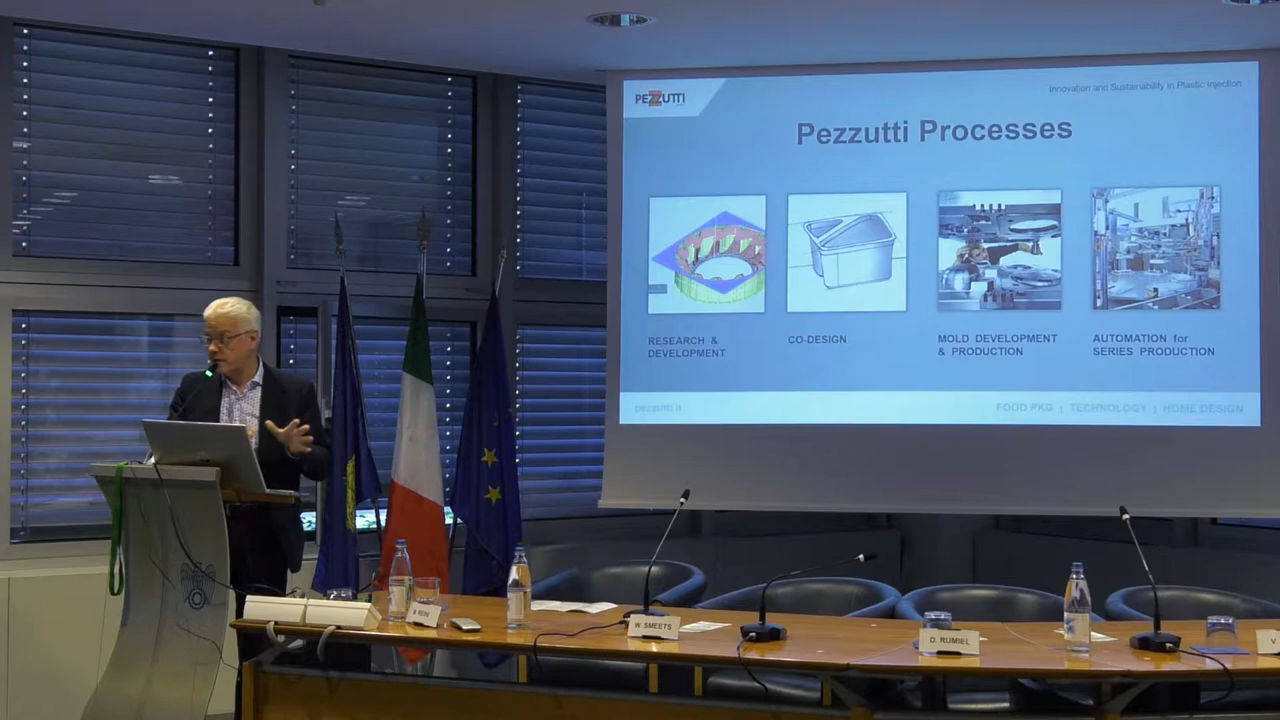 PEZZUTTI
Innovation and Sustainability in Plastic Injection
Pezzutti Processes
RESEARCH &
DEVELOPMENT
CO-DESIGN
MOLD DEVELOPMENT
& PRODUCTION
AUTOMATION for
SERIES PRODUCTION
pezzutti.it
FOOD PKG | TECHNOLOGY | HOME DESIGN
W. SMEETS
D. RUMIEL
V.